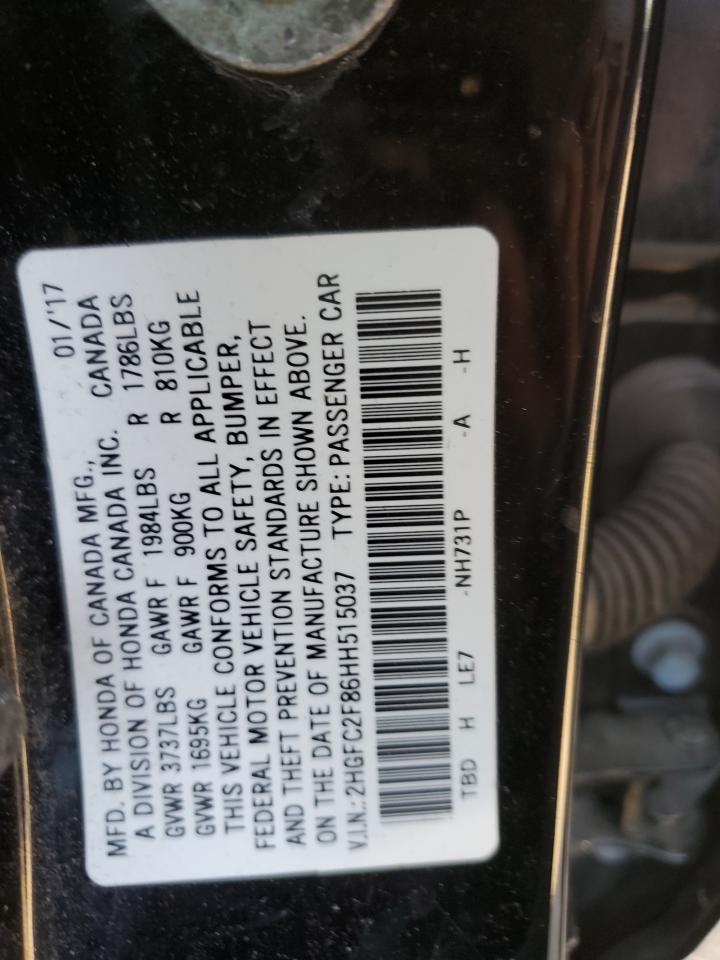 MFD. BY HONDA OF CANADA MFG., 01/'17
A DIVISION OF HONDA CANADA INC. CANADA
GVWR 3737LBS GAWR F 1984LBS R 1786LBS
GVWR 1695KG GAWR F 900KG R 810KG
THIS VEHICLE CONFORMS TO ALL APPLICABLE
FEDERAL MOTOR VEHICLE SAFETY, BUMPER,
AND THEFT PREVENTION STANDARDS IN EFFECT
ON THE DATE OF MANUFACTURE SHOWN ABOVE.
V.I.N.: 2HGFC2F86HH515037 TYPE: PASSENGER CAR
TBD H LE7 -NH731P -A -H